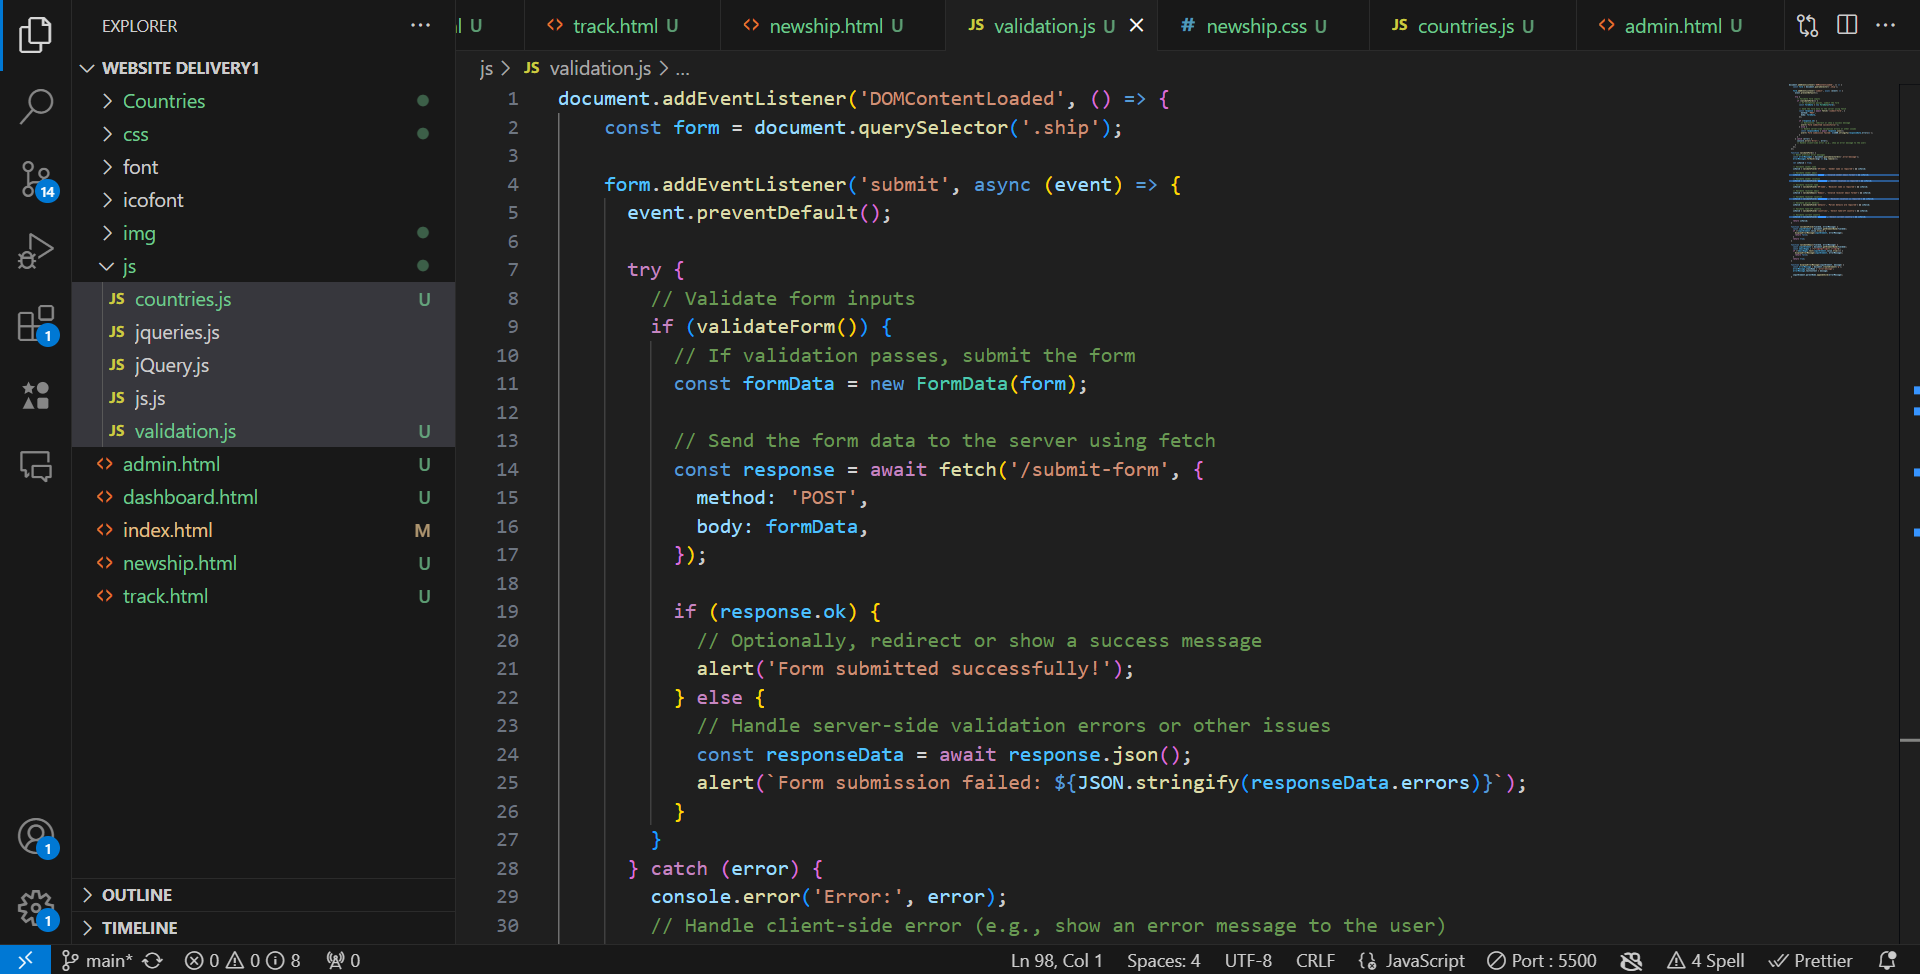 EXPLORER
WEBSITE DELIVERY1
Countries
css
font
icofont
img
js
JS countries.js U
JS jqueries.js
JS jQuery.js
JS js.js
JS validation.js U
admin.html U
dashboard.html U
index.html M
newship.html U
track.html U
OUTLINE
TIMELINE
14
1
1
1
U
track.html U
newship.html U
JS validation.js U
# newship.css U
JS countries.js U
admin.html U
js > JS validation.js > ...
1 document.addEventListener('DOMContentLoaded', () => {
2 const form = document.querySelector('.ship');
3
4 form.addEventListener('submit', async (event) => {
5 event.preventDefault();
6
7 try {
8 // Validate form inputs
9 if (validateForm()) {
10 // If validation passes, submit the form
11 const formData = new FormData(form);
12
13 // Send the form data to the server using fetch
14 const response = await fetch('/submit-form', {
15 method: 'POST',
16 body: formData,
17 });
18
19 if (response.ok) {
20 // Optionally, redirect or show a success message
21 alert('Form submitted successfully!');
22 } else {
23 // Handle server-side validation errors or other issues
24 const responseData = await response.json();
25 alert(`Form submission failed: ${JSON.stringify(responseData.errors)}`);
26 }
27 }
28 } catch (error) {
29 console.error('Error:', error);
30 // Handle client-side error (e.g., show an error message to the user)
main* 0 0 8 0 Ln 98, Col 1 Spaces: 4 UTF-8 CRLF JavaScript Port : 5500 4 Spell Prettier